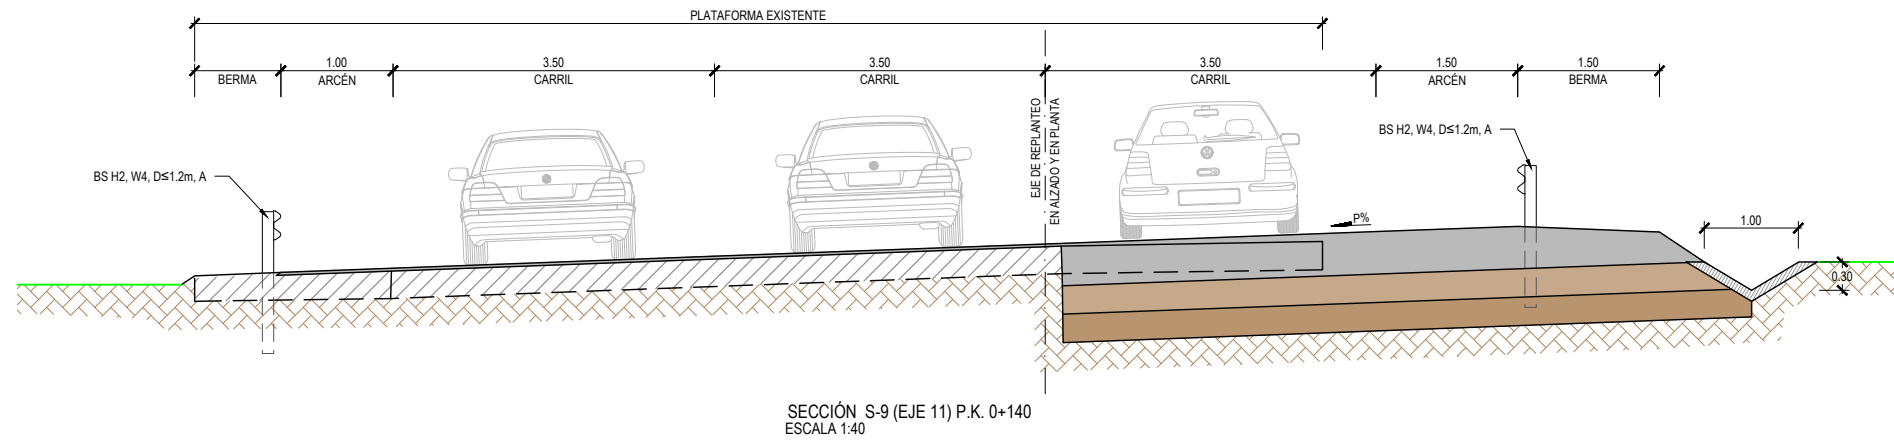 PLATAFORMA EXISTENTE
1.00
3.50
3.50
3.50
1.50
1.50
BERMA
ARCÉN
CARRIL
CARRIL
CARRIL
ARCÉN
BERMA
EJE DE REPLANTEO
EN ALZADO Y EN PLANTA
BS H2, W4, D≤1.2m, A
BS H2, W4, D≤1.2m, A
P%
1.00
0.30
SECCIÓN S-9 (EJE 11) P.K. 0+140
ESCALA 1:40